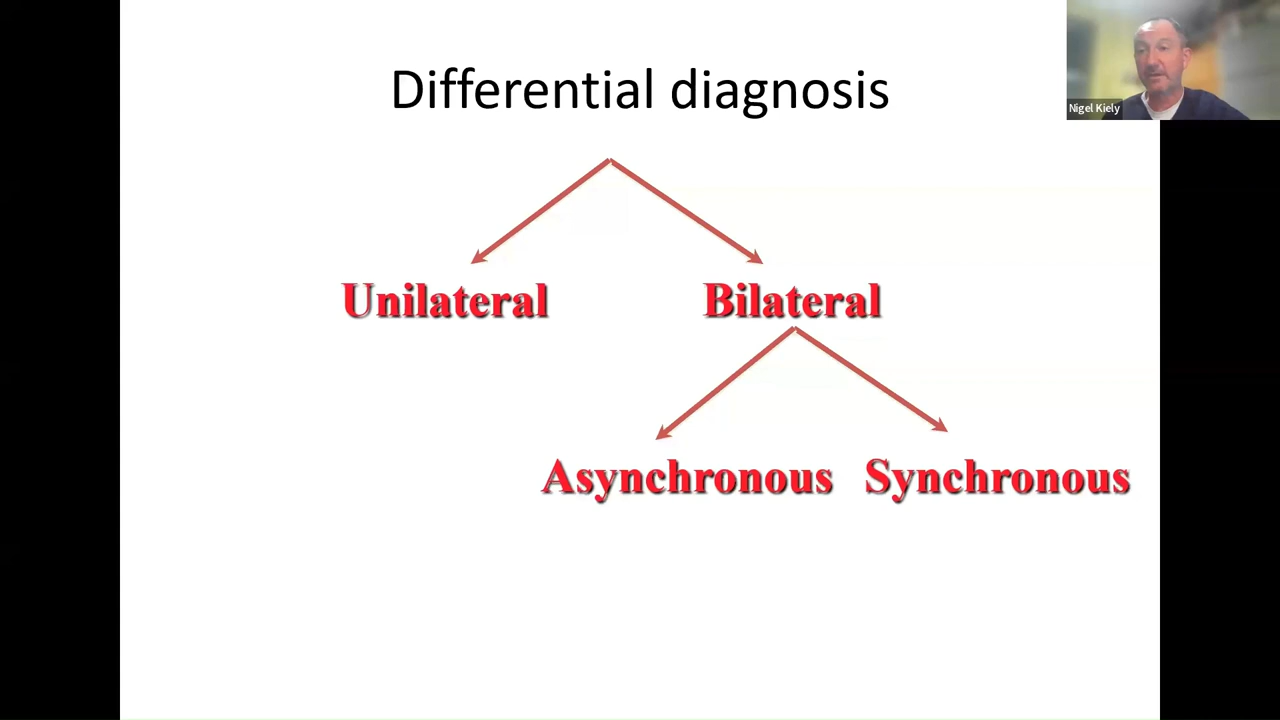 Differential diagnosis
Nigel Kiely
Unilateral Bilateral
Asynchronous Synchronous